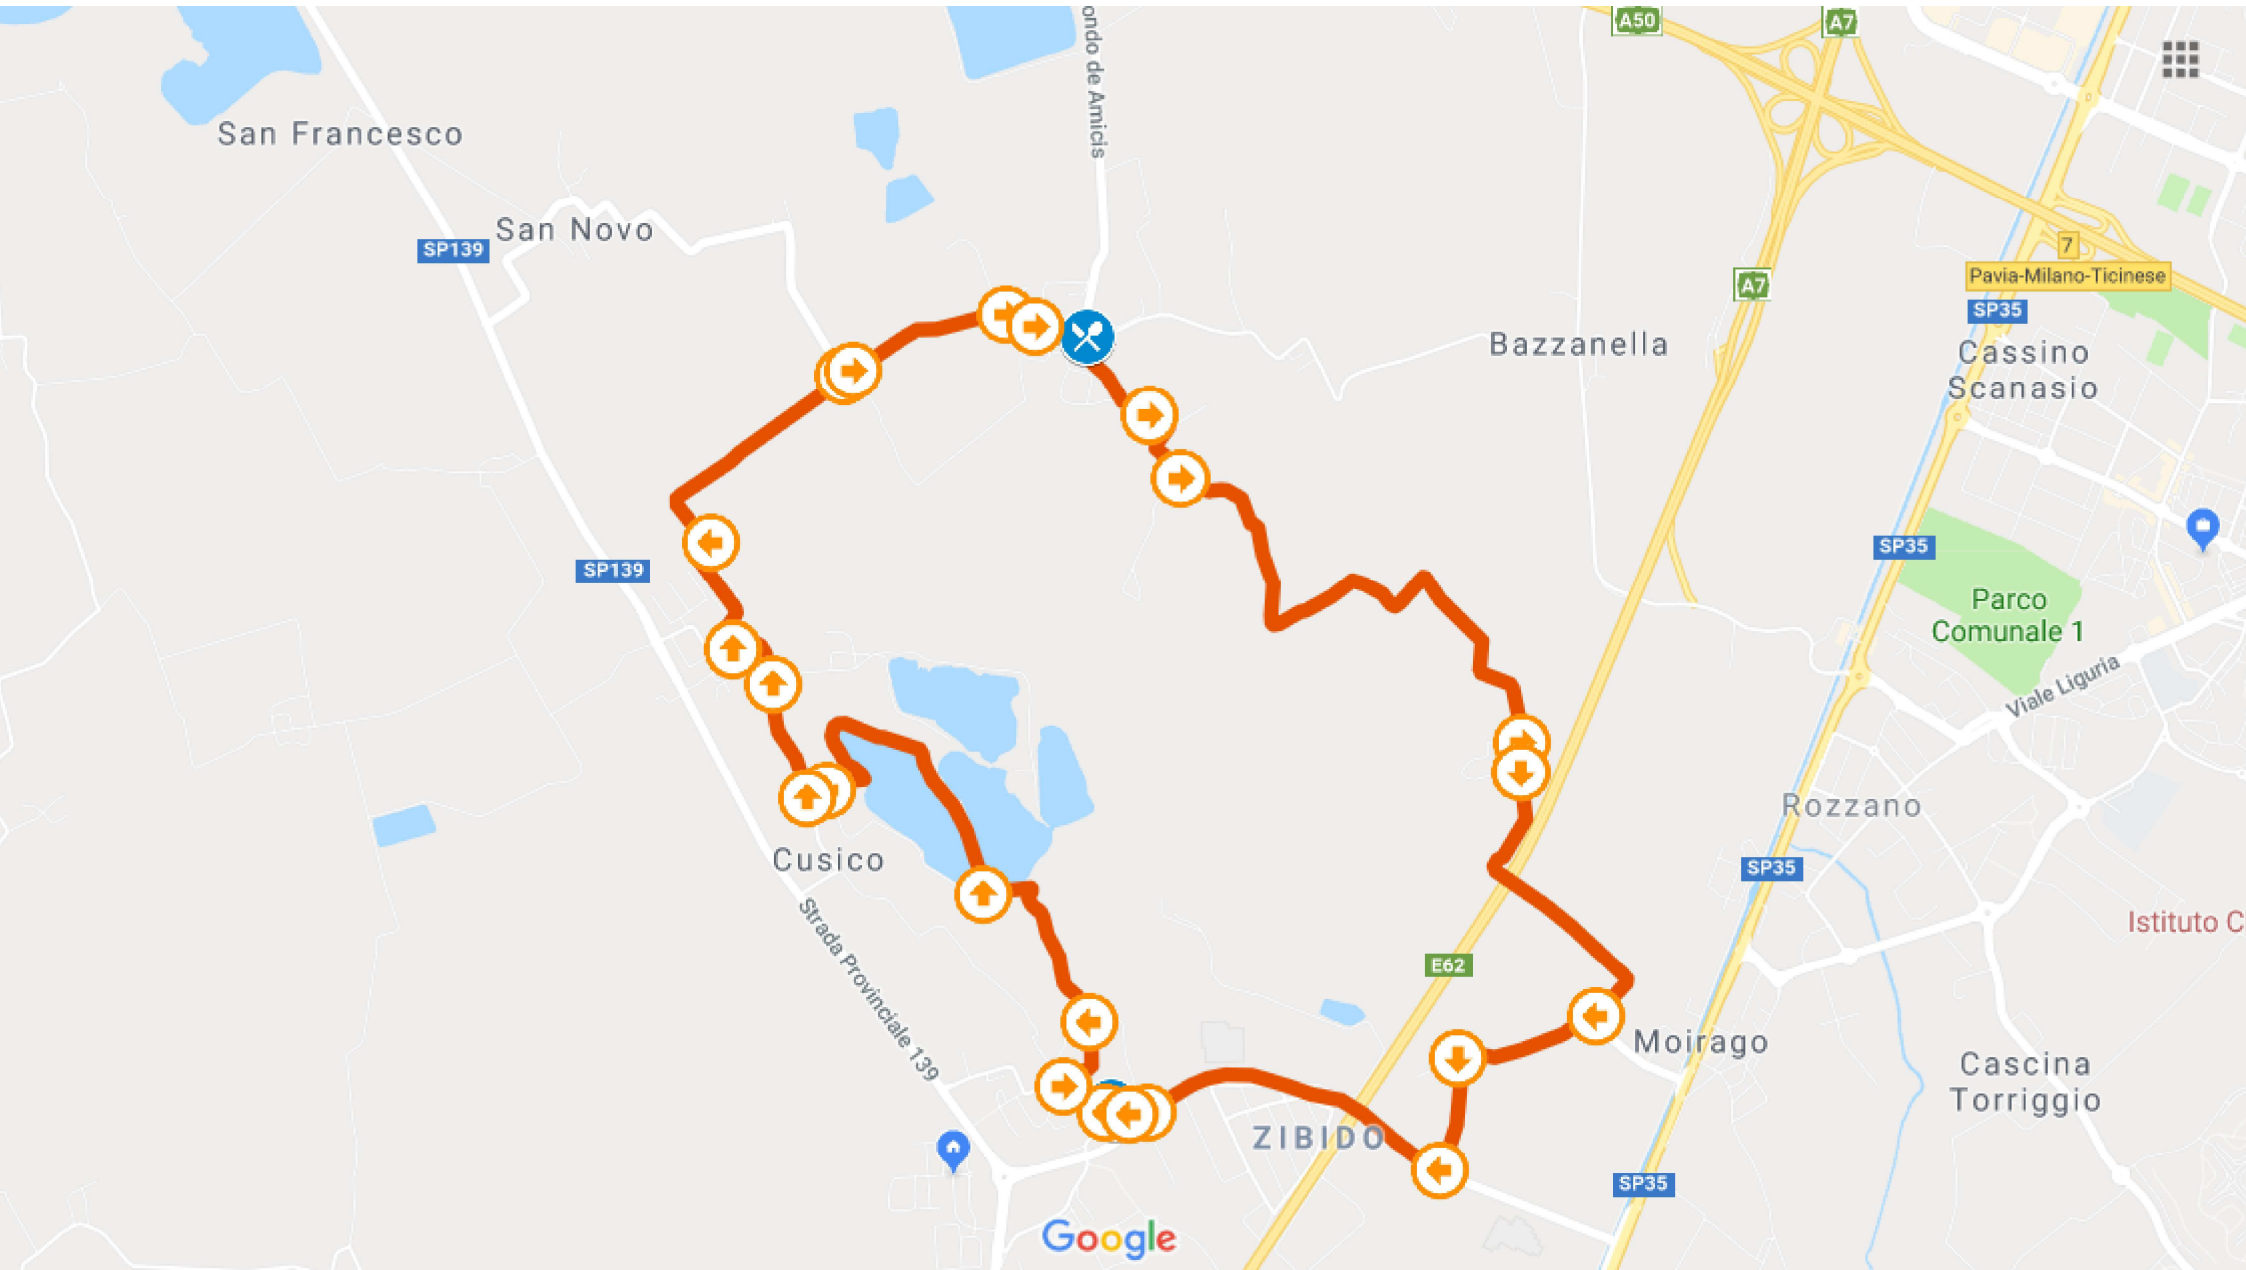 A50
A7
ondo de Amicis
San Francesco
San Novo
SP139
7
Pavia-Milano-Ticinese
A7
SP35
Bazzanella
Cassino
Scanasio
SP35
SP139
Parco
Comunale 1
Viale Liguria
Rozzano
Cusico
SP35
Strada Provinciale 139
Istituto C
E62
Moirago
Cascina
Torriggio
ZIBIDO
SP35
Google